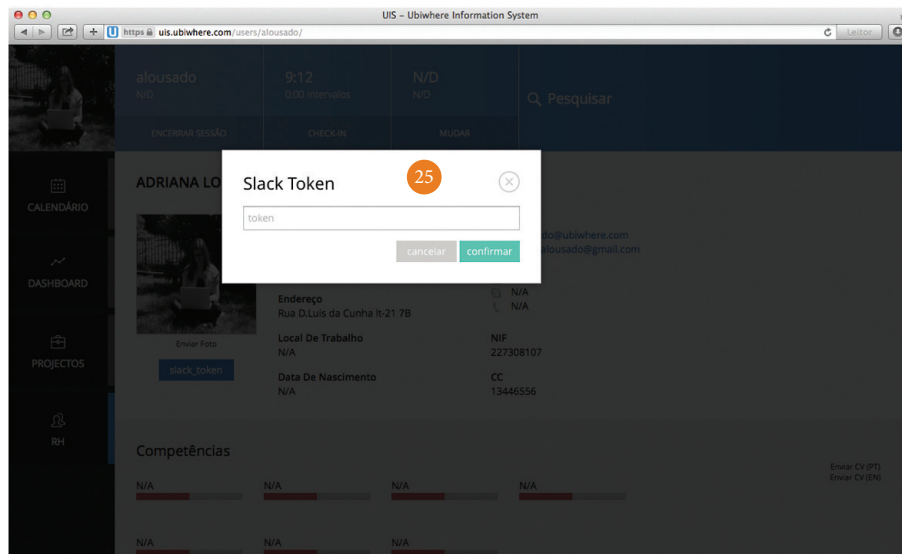 UIS – Ubiwhere Information System
https uis.ubiwhere.com/users/alousado/
Leitor
alousado
N/D
9:12
0:00 Intervalos
N/D
N/D
Pesquisar
ENCERRAR SESSÃO
CHECK-IN
MUDAR
CALENDÁRIO
DASHBOARD
PROJECTOS
RH
ADRIANA LO
Slack Token
25
token
cancelar
confirmar
do@ubiwhere.com
alousado@gmail.com
N/A
N/A
Endereço
Rua D.Luis da Cunha lt-21 7B
Local De Trabalho
N/A
NIF
227308107
Data De Nascimento
N/A
CC
13446556
Enviar Foto
slack_token
Competências
Enviar CV (PT)
Enviar CV (EN)
N/A
N/A
N/A
N/A
N/A
N/A
N/A